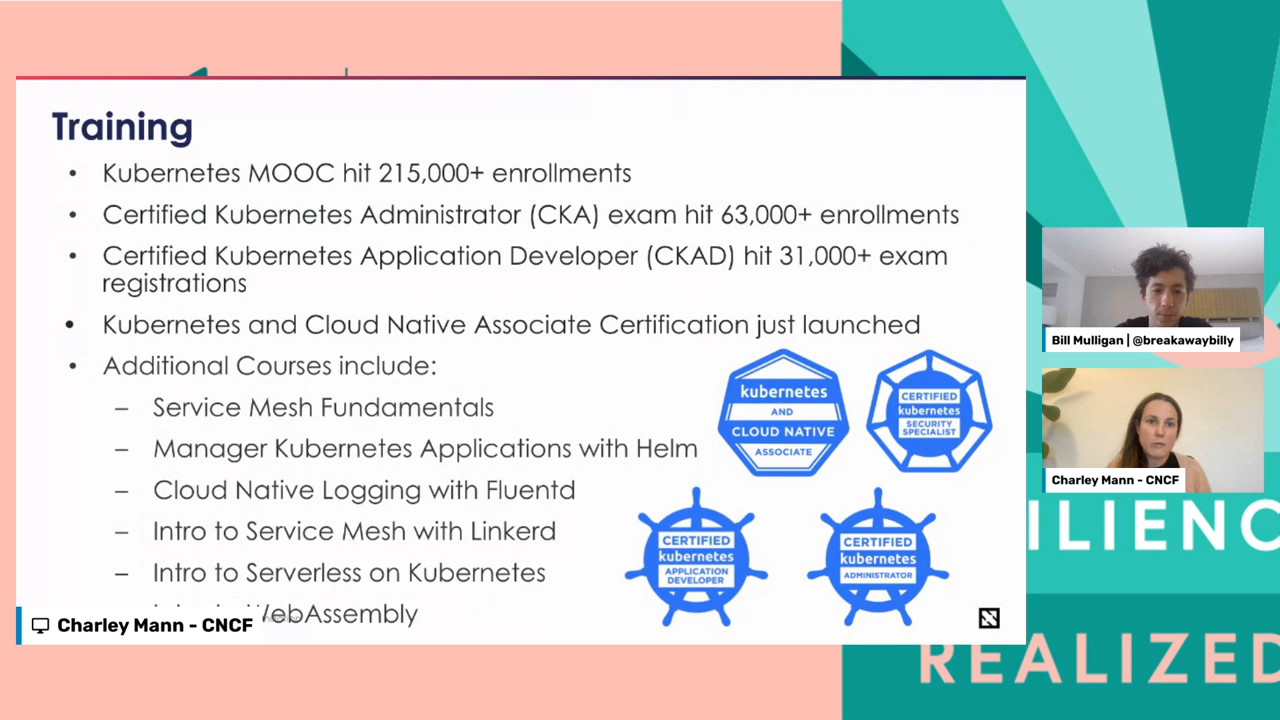 Training
• Kubernetes MOOC hit 215,000+ enrollments
• Certified Kubernetes Administrator (CKA) exam hit 63,000+ enrollments
• Certified Kubernetes Application Developer (CKAD) hit 31,000+ exam
registrations
• Kubernetes and Cloud Native Associate Certification just launched
• Additional Courses include:
– Service Mesh Fundamentals
– Manager Kubernetes Applications with Helm
– Cloud Native Logging with Fluentd
– Intro to Service Mesh with Linkerd
– Intro to Serverless on Kubernetes
WebAssembly
kubernetes
AND
CLOUD NATIVE
ASSOCIATE
CERTIFIED
kubernetes
SECURITY
SPECIALIST
CERTIFIED
kubernetes
APPLICATION
DEVELOPER
CERTIFIED
kubernetes
ADMINISTRATOR
Charley Mann - CNCF
Bill Mulligan | @breakawaybilly
Charley Mann - CNCF
ILIENC
REALIZED